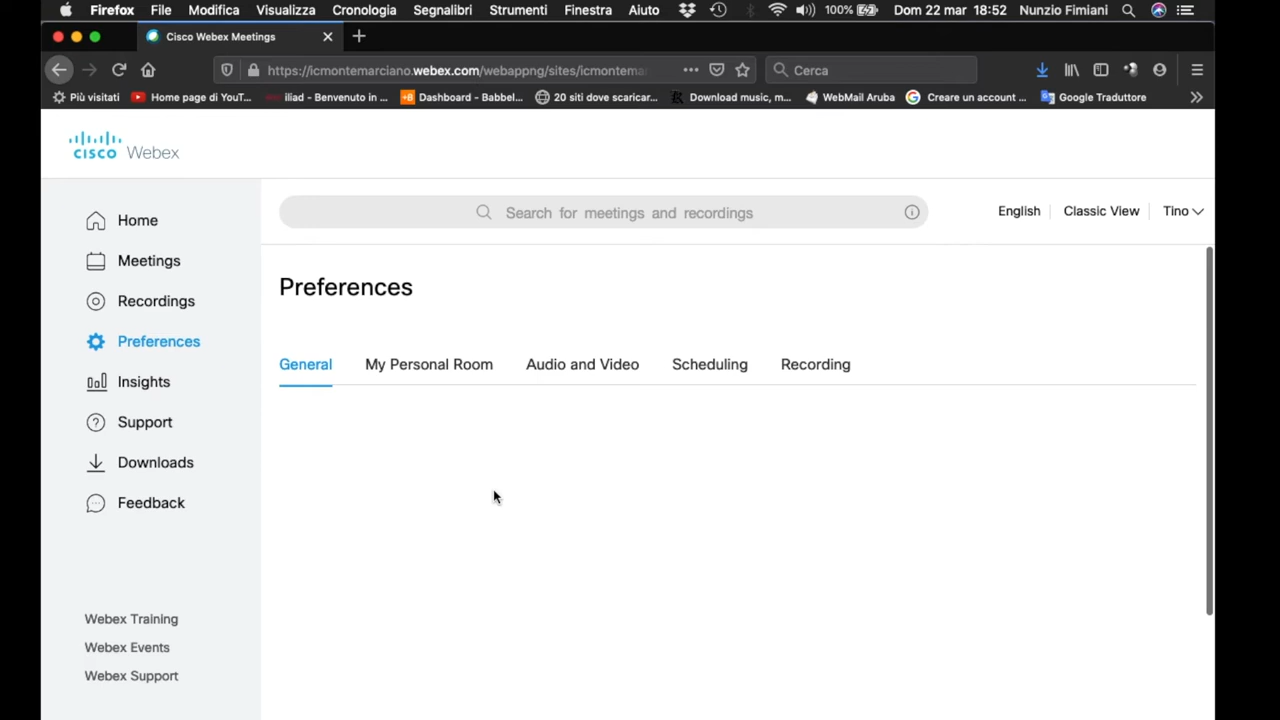 Firefox File Modifica Visualizza Cronologia Segnalibri Strumenti Finestra Aiuto 100% Dom 22 mar 18:52 Nunzio Fimiani
Cisco Webex Meetings
https://icmontemarciano.webex.com/webappng/sites/icmontema Cerca
Più visitati Home page di YouT... iliad - Benvenuto in ... Dashboard - Babbel... 20 siti dove scaricar... Download music, m... WebMail Aruba Creare un account ... Google Traduttore
CISCO Webex
Search for meetings and recordings
English Classic View Tino
Home
Meetings
Recordings
Preferences
Insights
Support
Downloads
Feedback
Webex Training
Webex Events
Webex Support
Preferences
General My Personal Room Audio and Video Scheduling Recording